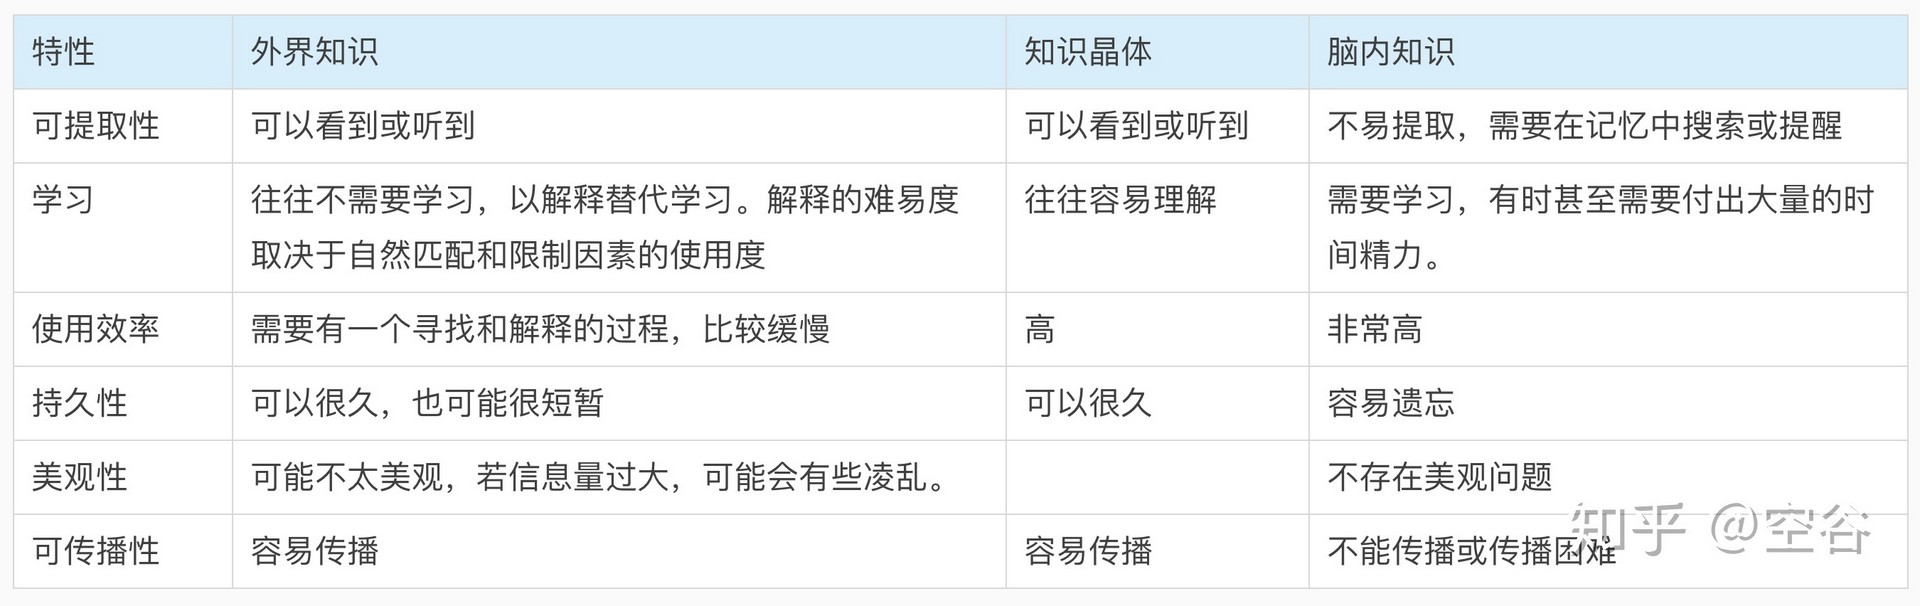 特性 外界知识 知识晶体 脑内知识
可提取性 可以看到或听到 可以看到或听到 不易提取，需要在记忆中搜索或提醒
学习 往往不需要学习，以解释替代学习。解释的难易度 往往容易理解 需要学习，有时甚至需要付出大量的时
取决于自然匹配和限制因素的使用度 间精力。
使用效率 需要有一个寻找和解释的过程，比较缓慢 高 非常高
持久性 可以很久，也可能很短暂 可以很久 容易遗忘
美观性 可能不太美观，若信息量过大，可能会有些凌乱。 不存在美观问题
可传播性 容易传播 容易传播 不能传播或传播困难
知乎 @空谷